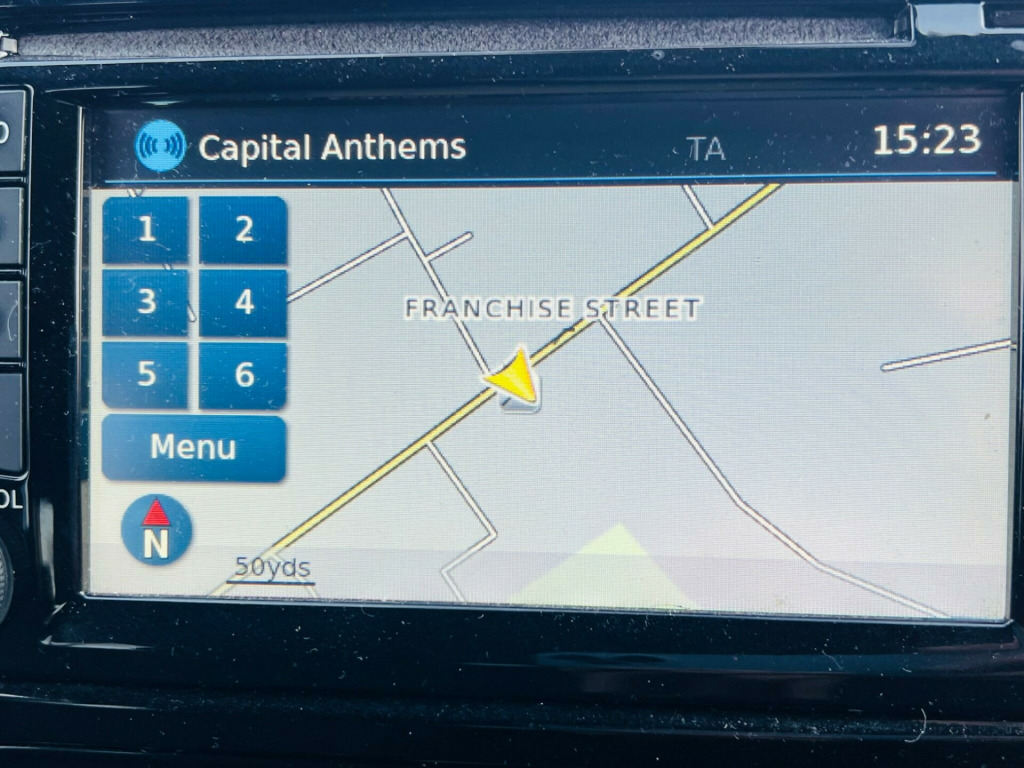 Capital Anthems
TA
15:23
1
2
3
4
5
6
Menu
N
50yds
FRANCHISE STREET